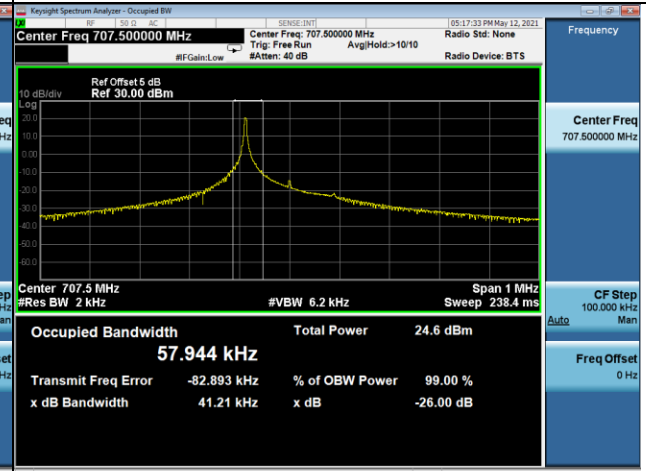 Keysight Spectrum Analyzer - Occupied BW
RF 50 Ω AC SENSE:INT 05:17:33 PM May 12, 2021
Center Freq 707.500000 MHz
Center Freq: 707.500000 MHz
Radio Std: None
Trig: Free Run Avg|Hold:>10/10
#IFGain:Low #Atten: 40 dB Radio Device: BTS
Frequency
Ref Offset 5 dB
10 dB/div Ref 30.00 dBm
Log
20.0
10.0
0.00
-10.0
-20.0
-30.0
-40.0
-50.0
-60.0
Center 707.5 MHz Span 1 MHz
#Res BW 2 kHz #VBW 6.2 kHz Sweep 238.4 ms
Occupied Bandwidth Total Power 24.6 dBm
57.944 kHz
Transmit Freq Error -82.893 kHz % of OBW Power 99.00 %
x dB Bandwidth 41.21 kHz x dB -26.00 dB
Center Freq
707.500000 MHz
CF Step
100.000 kHz
Auto Man
Freq Offset
0 Hz
eq
Hz
ep
Hz
an
et
Hz